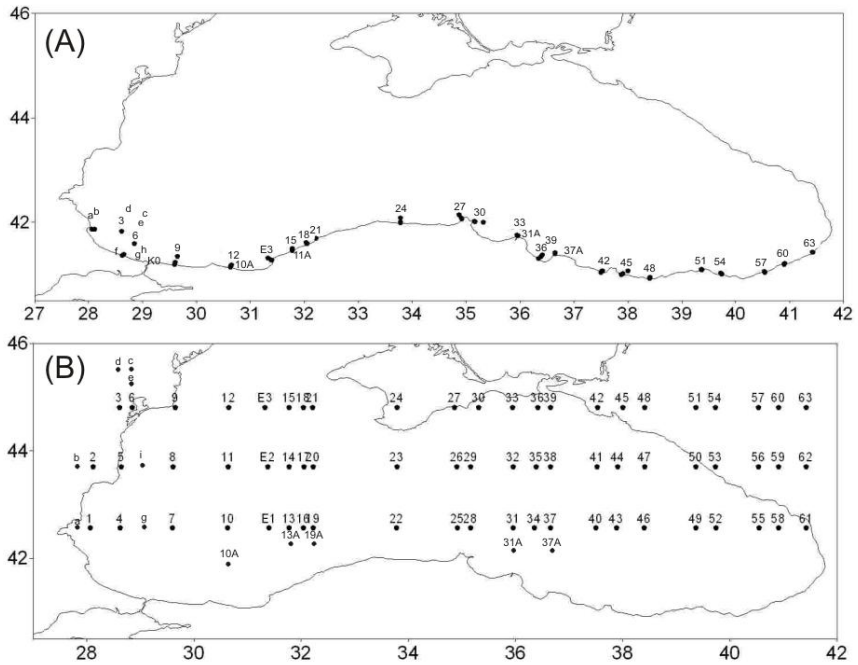 46
(A)
44
42
a b d c
3 e
6
f g h
K0
9
12
10A
E3
15
11A
18
21
24
27
30
33
31A
36
39
37A
42
45
48
51
54
57
60
63
27 28 29 30 31 32 33 34 35 36 37 38 39 40 41 42
46
(B)
44
42
d c
e
3 6 9 12 E3 15 18 21 24 27 30 33 36 39 42 45 48 51 54 57 60 63
b 2 5 i 8 11 E2 14 17 20 23 26 29 32 35 38 41 44 47 50 53 56 59 62
a 1 4 g 7 10 E1 13 16 19 22 25 28 31 34 37 40 43 46 49 52 55 58 61
10A 13A 19A 31A 37A
28 30 32 34 36 38 40 42